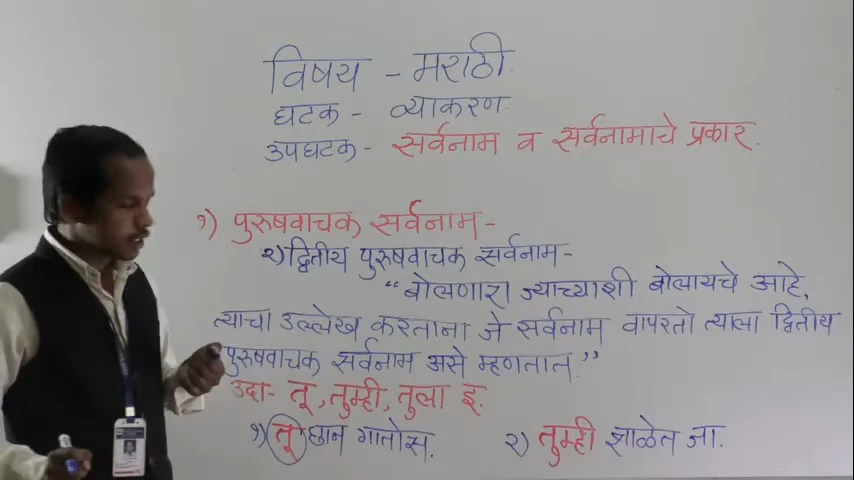 विषय - मराठी.
घटक - व्याकरण.
उपघटक - सर्वनाम व सर्वनामाचे प्रकार.
१) पुरुषवाचक सर्वनाम -
२) द्वितीय पुरुषवाचक सर्वनाम -
"बोलणारा ज्याच्याशी बोलायचे आहे,
त्याचा उल्लेख करताना जे सर्वनाम वापरतो त्याला द्वितीय
पुरुषवाचक सर्वनाम असे म्हणतात."
उदा - तू, तुम्ही, तुला इ.
१) तू छान गातोस. २) तुम्ही शाळेत जा.